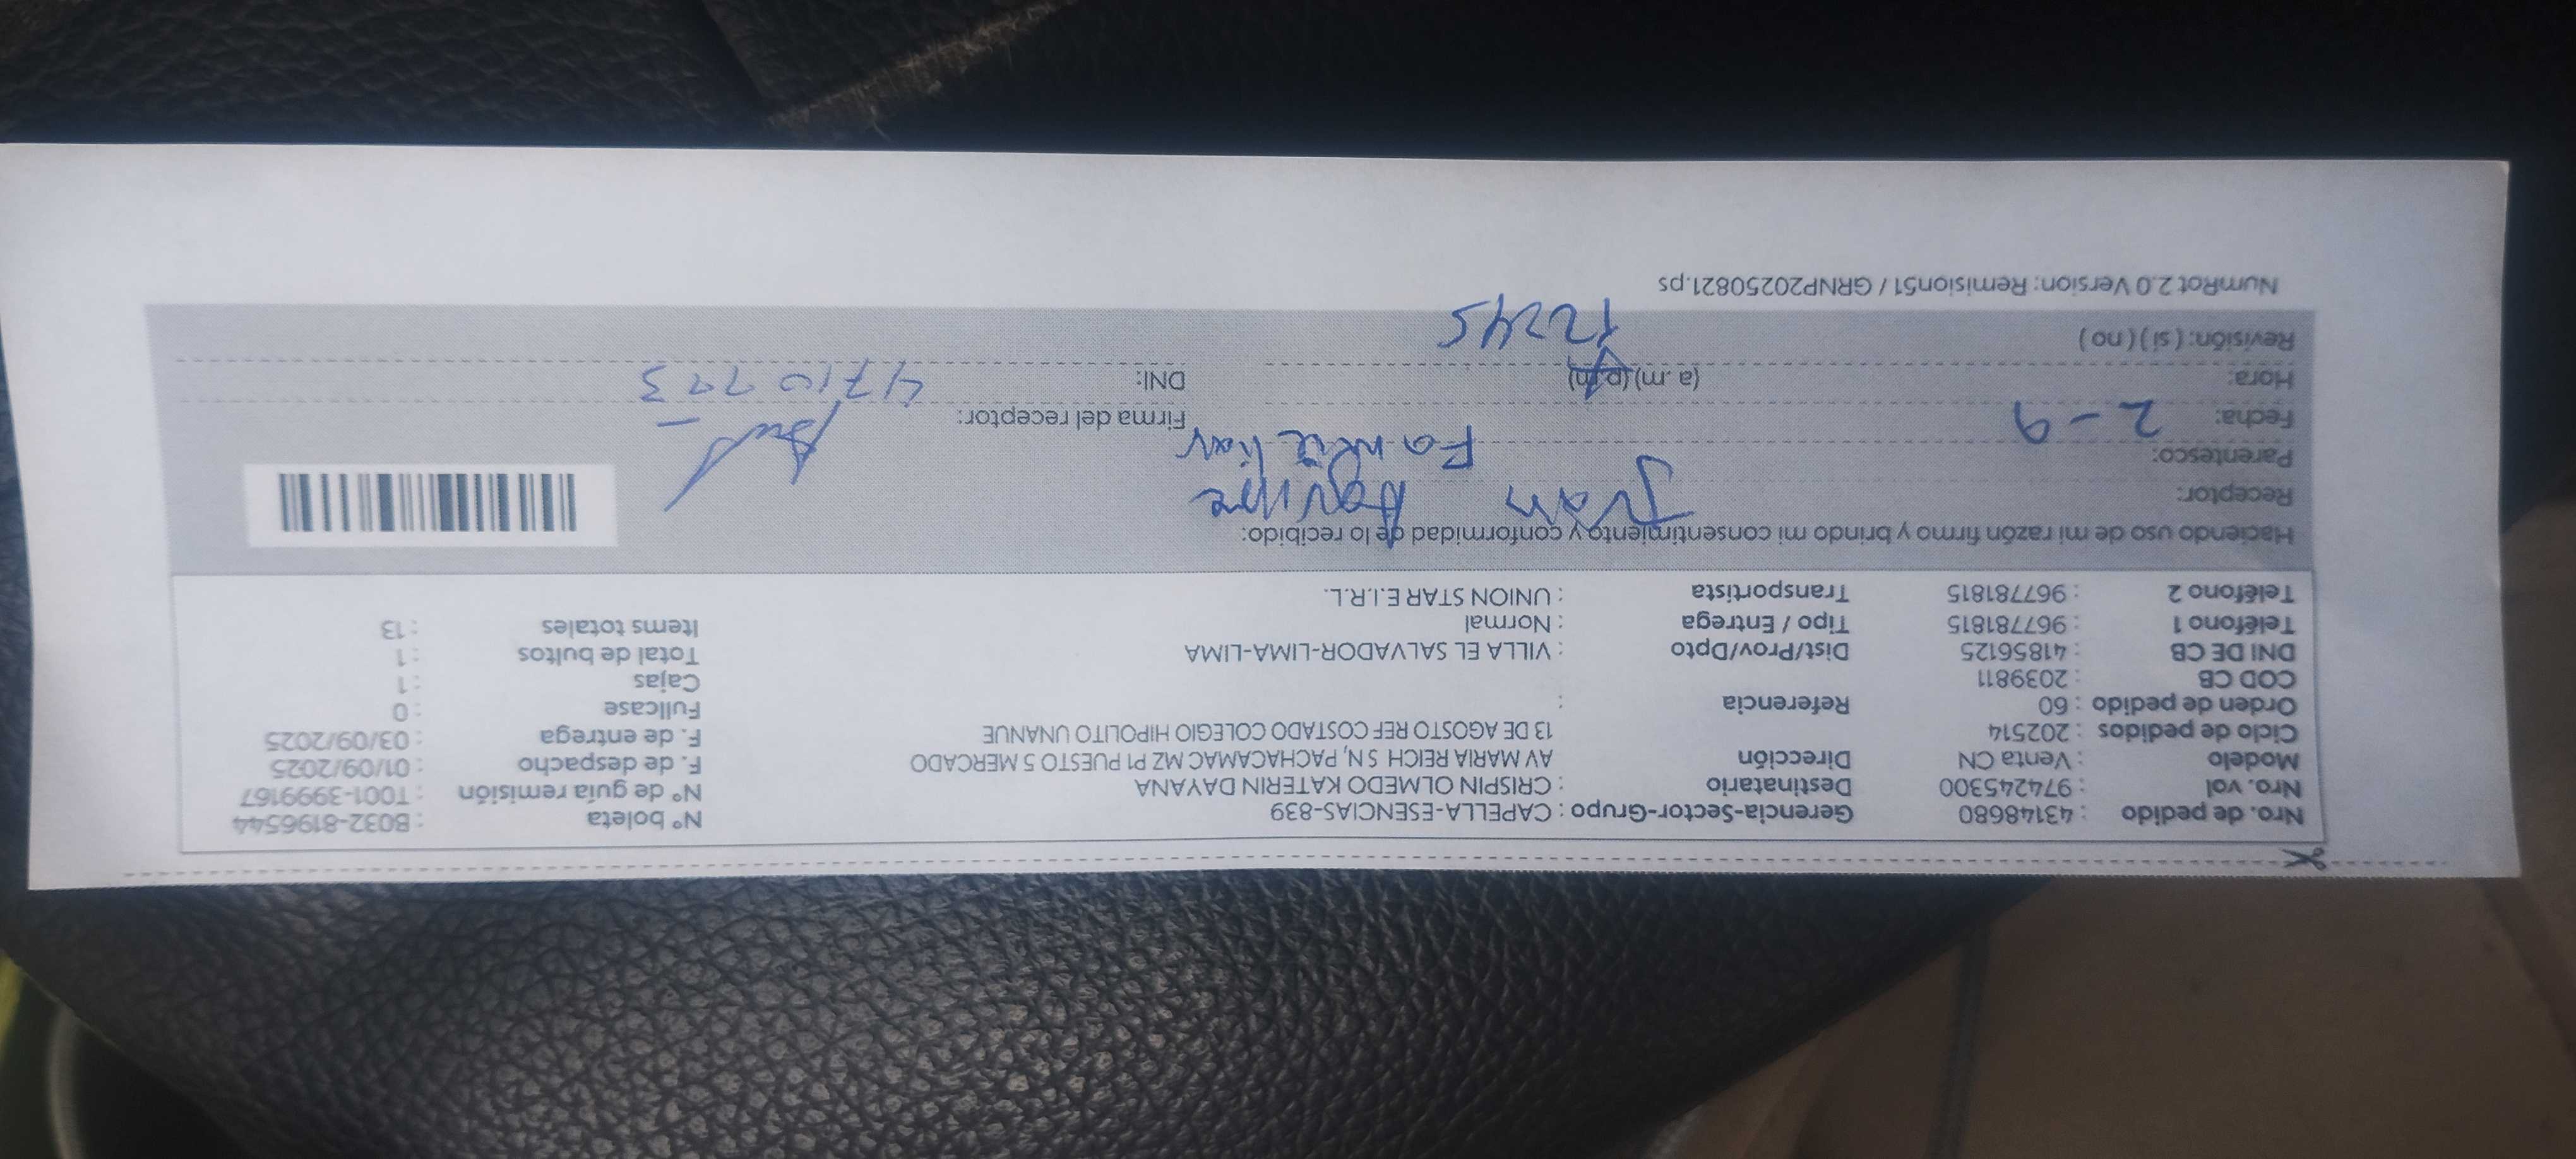 Nro. de pedido : 43148680 Gerencia-Sector-Grupo : CAPELLA-ESENCIAS-839 N° boleta : B032-8196544
Nro. vol : 974245300 Destinatario : CRISPIN OLMEDO KATERIN DAYANA N° de guía remisión : T001-3999167
Modelo : Venta CN Dirección AV MARIA REICH S N, PACHACAMAC MZ P1 PUESTO 5 MERCADO F. de despacho : 01/09/2025
Ciclo de pedidos : 202514 13 DE AGOSTO REF COSTADO COLEGIO HIPOLITO UNANUE F. de entrega : 03/09/2025
Orden de pedido : 60 Referencia : Fullcase : 0
COD CB : 2039811 Cajas : 1
DNI DE CB : 41856125 Dist/Prov/Dpto : VILLA EL SALVADOR-LIMA-LIMA Total de bultos : 1
Teléfono 1 : 967781815 Tipo / Entrega : Normal Items totales : 13
Teléfono 2 : 967781815 Transportista : UNION STAR E.I.R.L.
Haciendo uso de mi razón firmo y brindo mi consentimiento y conformidad de lo recibido:
Receptor: Ivan Aguirre
Parentesco: Familiar
Fecha: 2-9 Firma del receptor:
Hora: (a .m) (p.m) DNI:
Revisión: ( si ) ( no ) 12245
NumRot 2.0 Version: Remision51 / GRNP20250821.ps